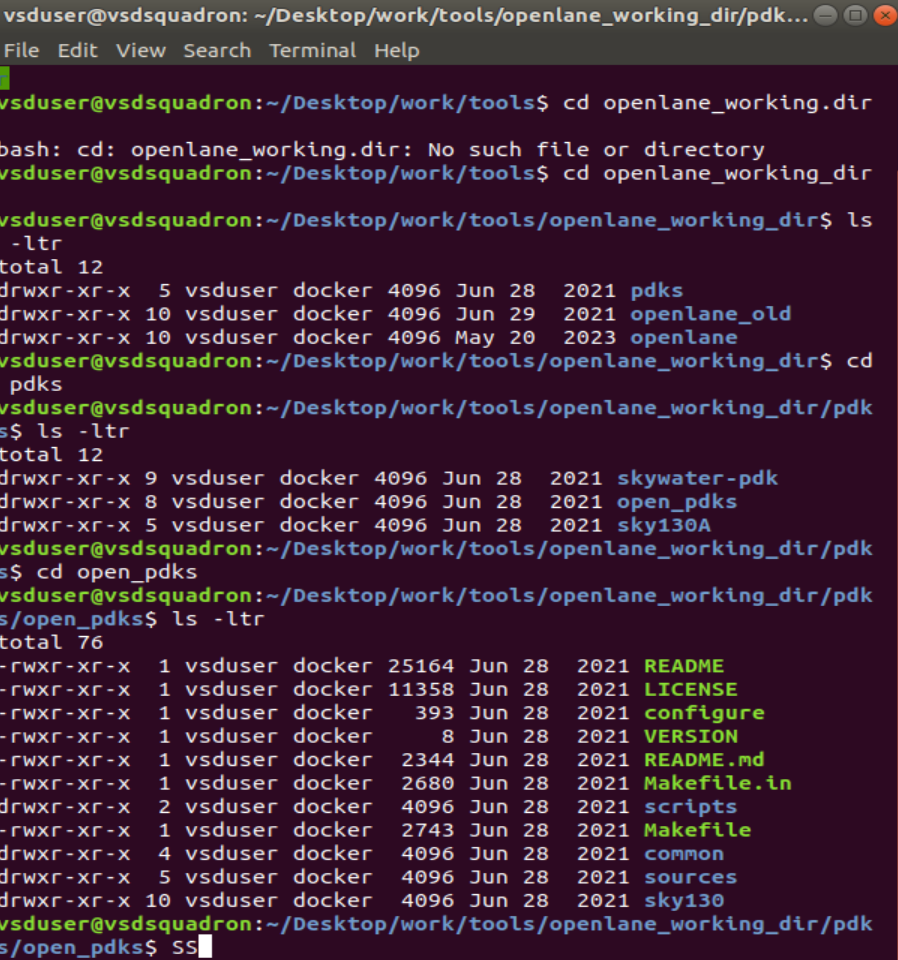 vsduser@vsdsquadron: ~/Desktop/work/tools/openlane_working_dir/pdk...
File Edit View Search Terminal Help
r
vsduser@vsdsquadron:~/Desktop/work/tools$ cd openlane_working.dir
bash: cd: openlane_working.dir: No such file or directory
vsduser@vsdsquadron:~/Desktop/work/tools$ cd openlane_working_dir
vsduser@vsdsquadron:~/Desktop/work/tools/openlane_working_dir$ ls
 -ltr
total 12
drwxr-xr-x  5 vsduser docker 4096 Jun 28  2021 pdks
drwxr-xr-x 10 vsduser docker 4096 Jun 29  2021 openlane_old
drwxr-xr-x 10 vsduser docker 4096 May 20  2023 openlane
vsduser@vsdsquadron:~/Desktop/work/tools/openlane_working_dir$ cd
 pdks
vsduser@vsdsquadron:~/Desktop/work/tools/openlane_working_dir/pdk
s$ ls -ltr
total 12
drwxr-xr-x 9 vsduser docker 4096 Jun 28  2021 skywater-pdk
drwxr-xr-x 8 vsduser docker 4096 Jun 28  2021 open_pdks
drwxr-xr-x 5 vsduser docker 4096 Jun 28  2021 sky130A
vsduser@vsdsquadron:~/Desktop/work/tools/openlane_working_dir/pdk
s$ cd open_pdks
vsduser@vsdsquadron:~/Desktop/work/tools/openlane_working_dir/pdk
s/open_pdks$ ls -ltr
total 76
-rwxr-xr-x  1 vsduser docker 25164 Jun 28  2021 README
-rwxr-xr-x  1 vsduser docker 11358 Jun 28  2021 LICENSE
-rwxr-xr-x  1 vsduser docker   393 Jun 28  2021 configure
-rwxr-xr-x  1 vsduser docker     8 Jun 28  2021 VERSION
-rwxr-xr-x  1 vsduser docker  2344 Jun 28  2021 README.md
-rwxr-xr-x  1 vsduser docker  2680 Jun 28  2021 Makefile.in
drwxr-xr-x  2 vsduser docker  4096 Jun 28  2021 scripts
-rwxr-xr-x  1 vsduser docker  2743 Jun 28  2021 Makefile
drwxr-xr-x  4 vsduser docker  4096 Jun 28  2021 common
drwxr-xr-x  5 vsduser docker  4096 Jun 28  2021 sources
drwxr-xr-x 10 vsduser docker  4096 Jun 28  2021 sky130
vsduser@vsdsquadron:~/Desktop/work/tools/openlane_working_dir/pdk
s/open_pdks$ SS